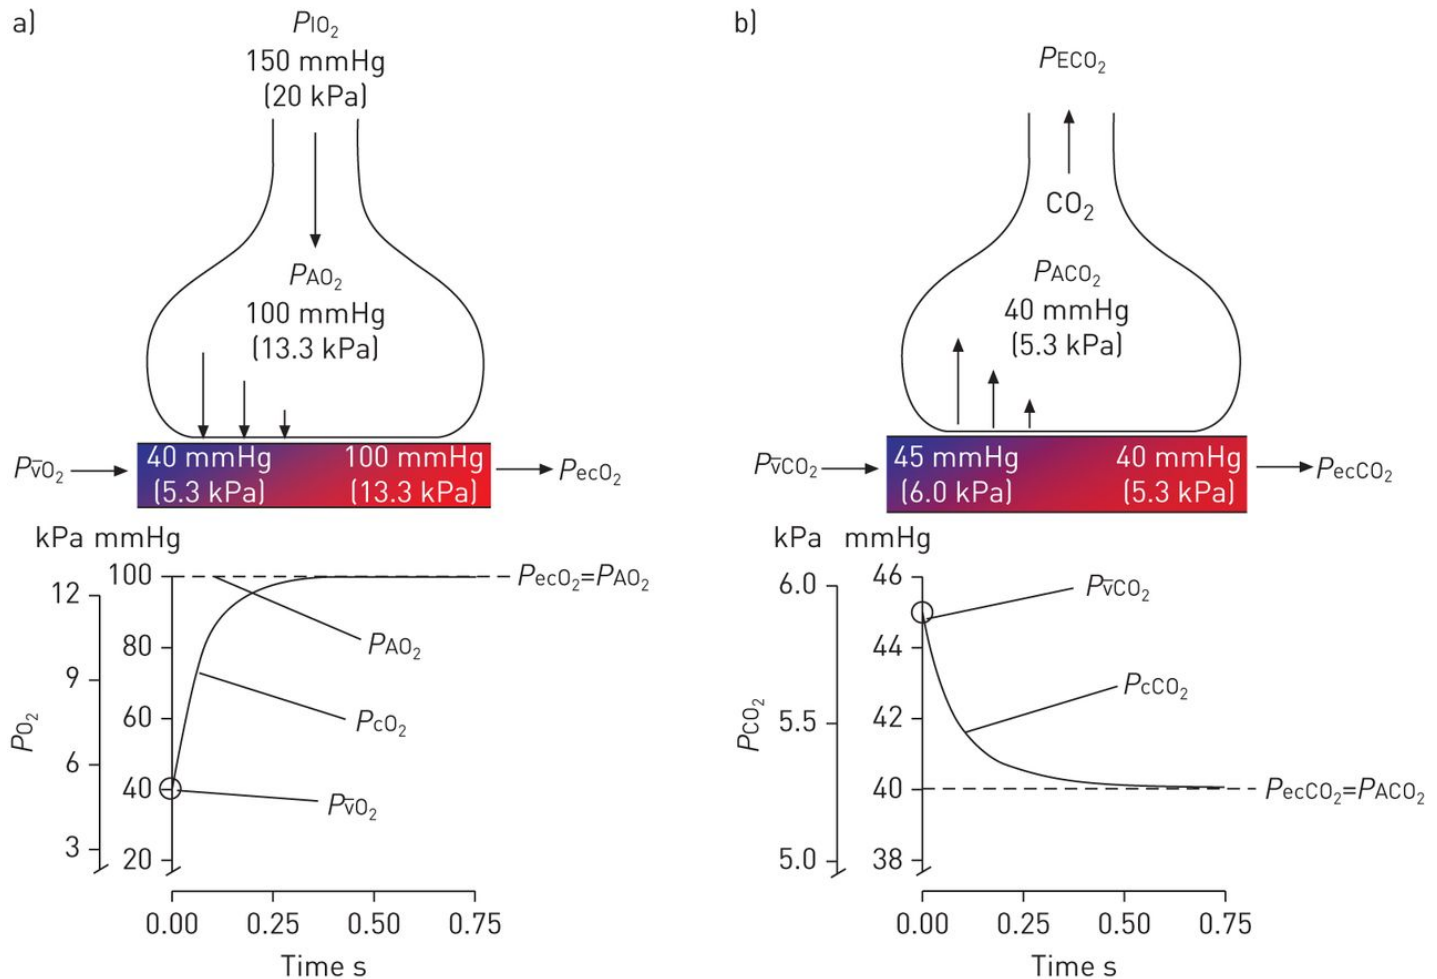 a)
PIO₂
150 mmHg
(20 kPa)
PAO₂
100 mmHg
(13.3 kPa)
Pv̄O₂
40 mmHg
(5.3 kPa)
100 mmHg
(13.3 kPa)
PecO₂
kPa mmHg
100
12
80
9
60
6
40
3
20
PO₂
PecO₂=PAO₂
PAO₂
PcO₂
Pv̄O₂
0.00 0.25 0.50 0.75
Time s
b)
PECO₂
CO₂
PACO₂
40 mmHg
(5.3 kPa)
Pv̄CO₂
45 mmHg
(6.0 kPa)
40 mmHg
(5.3 kPa)
PecCO₂
kPa mmHg
46
6.0
44
5.5
42
40
5.0
38
PCO₂
Pv̄CO₂
PcCO₂
PecCO₂=PACO₂
0.00 0.25 0.50 0.75
Time s